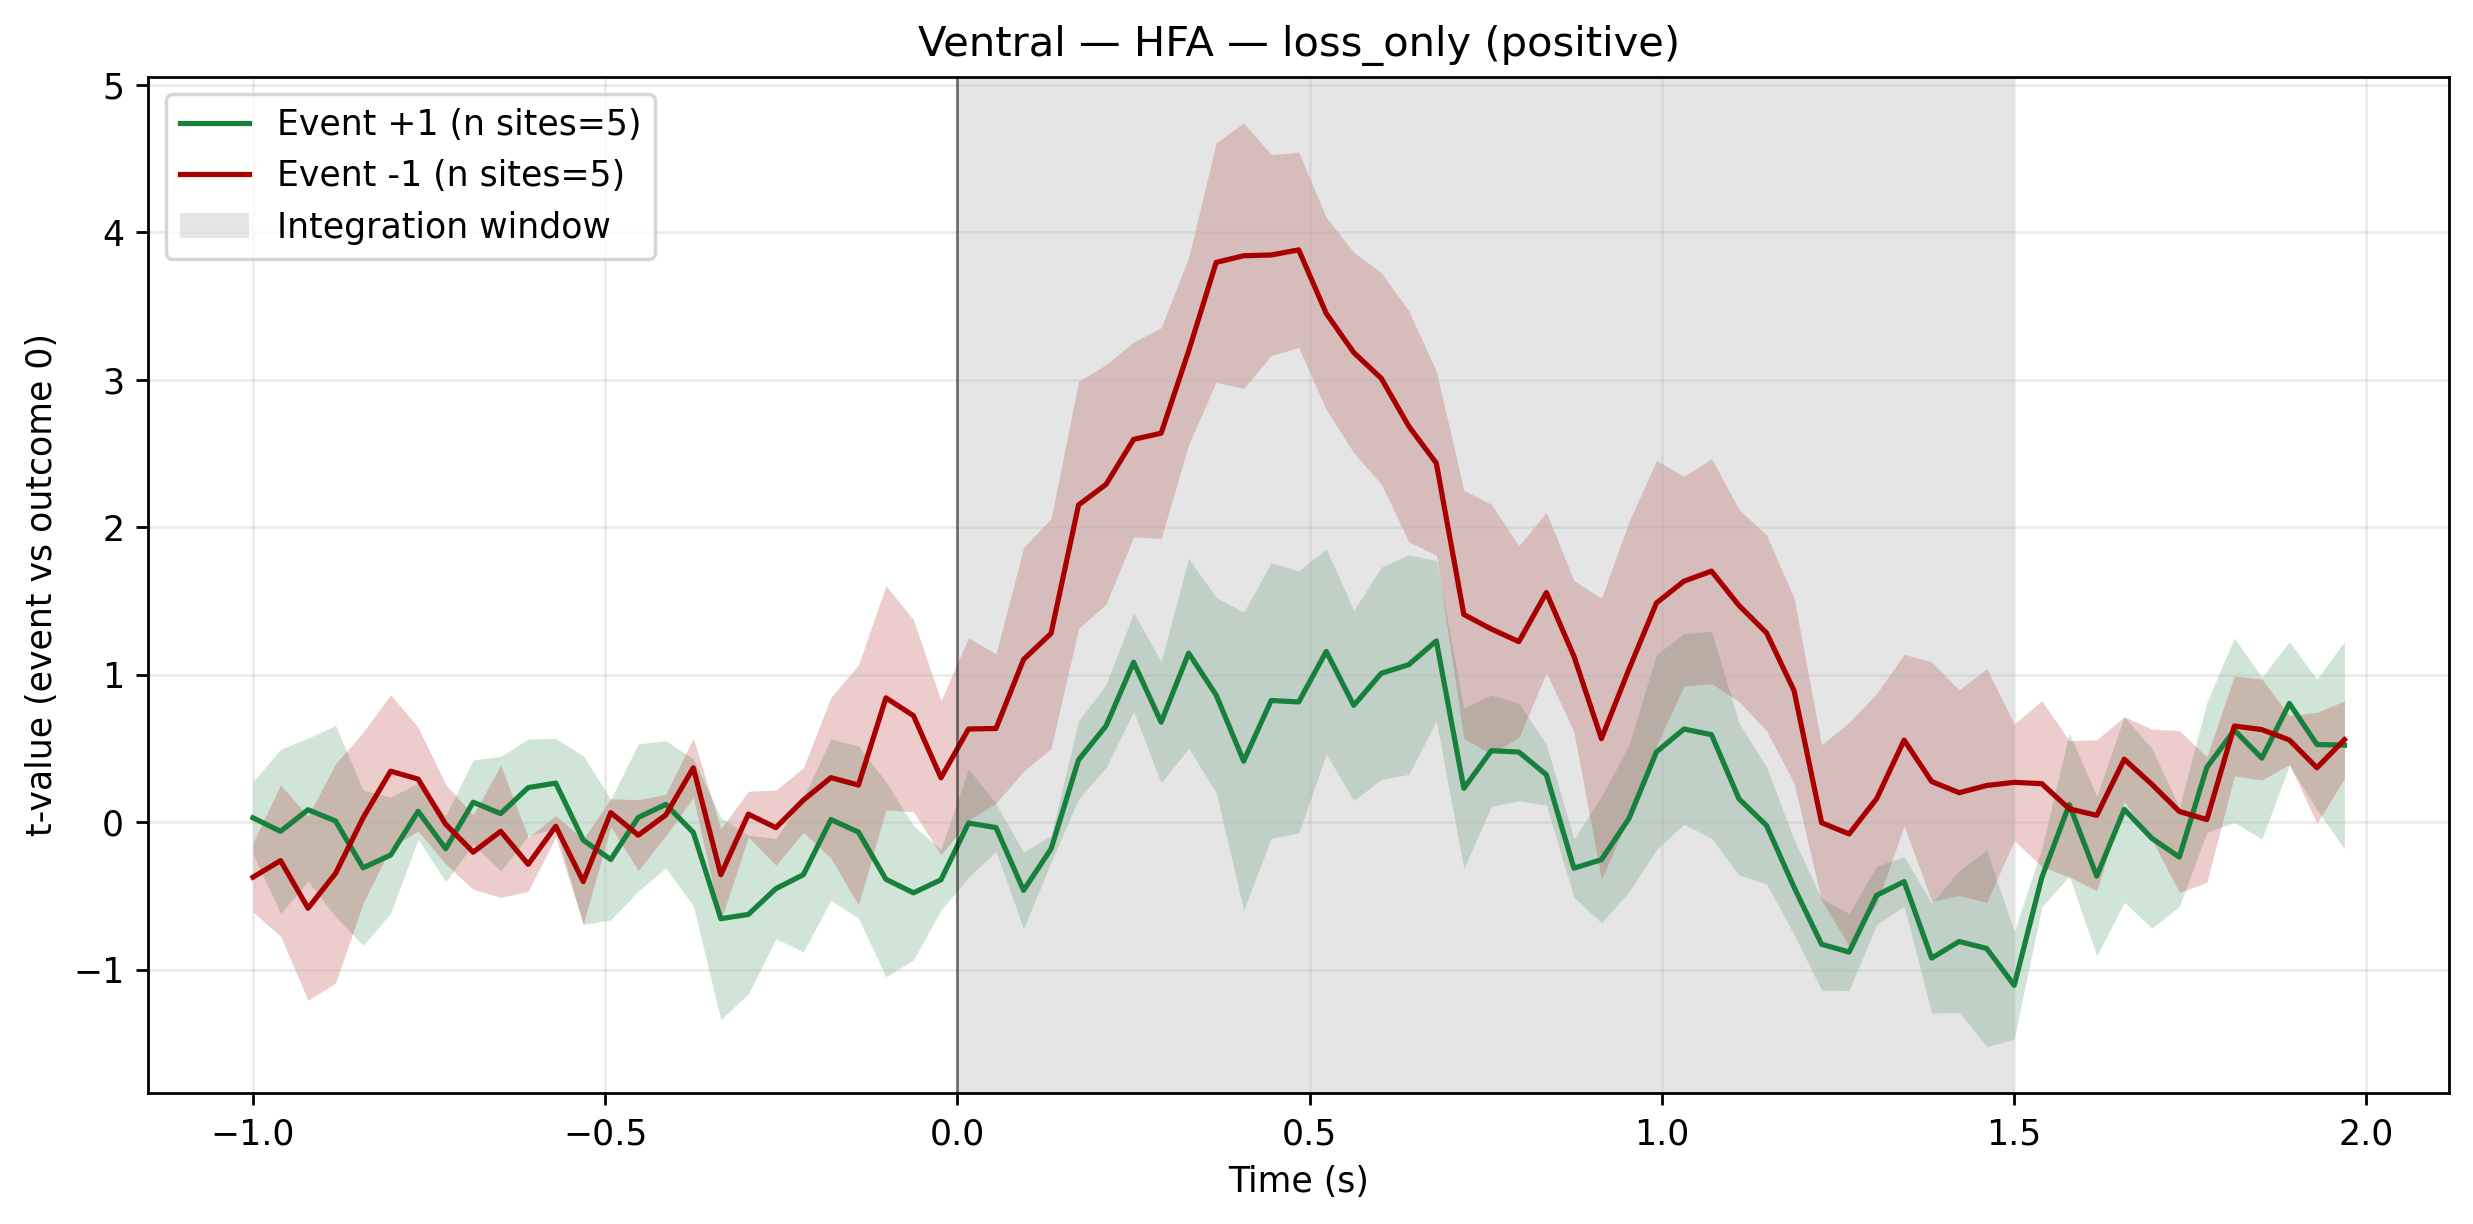 Ventral — HFA — loss_only (positive)
Event +1 (n sites=5)
Event -1 (n sites=5)
Integration window
t-value (event vs outcome 0)
5
4
3
2
1
0
−1
−1.0
−0.5
0.0
0.5
1.0
1.5
2.0
Time (s)